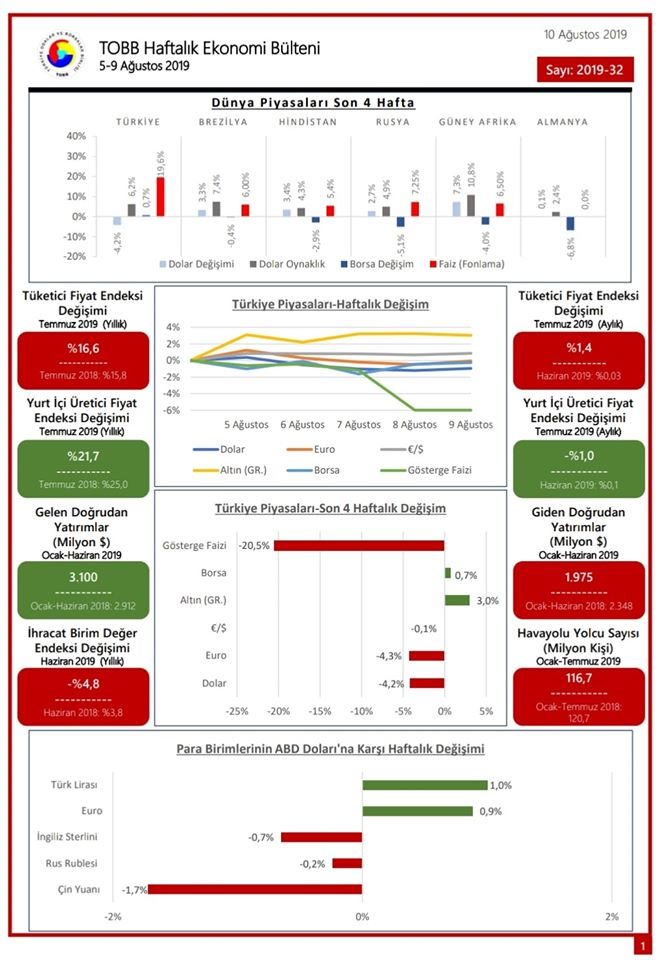 TÜRKİYE ODALAR VE BORSALAR BİRLİĞİ
TOBB
TOBB Haftalık Ekonomi Bülteni
5-9 Ağustos 2019
10 Ağustos 2019
Sayı: 2019-32
Dünya Piyasaları Son 4 Hafta
TÜRKİYE BREZİLYA HİNDİSTAN RUSYA GÜNEY AFRİKA ALMANYA
40%
30%
20%
10%
0%
-10%
-20%
-4,2% 6,2% 0,7% 19,6%
3,3% 7,4% -0,4% 6,00%
3,4% 4,3% -2,9% 5,4%
2,7% 4,9% -5,1% 7,25%
7,3% 10,8% -4,0% 6,50%
0,1% 2,4% -6,8% 0,0%
Dolar Değişimi Dolar Oynaklık Borsa Değişim Faiz (Fonlama)
Tüketici Fiyat Endeksi
Değişimi
Temmuz 2019 (Yıllık)
%16,6
-----------
Temmuz 2018: %15,8
Yurt İçi Üretici Fiyat
Endeksi Değişimi
Temmuz 2019 (Yıllık)
%21,7
-----------
Temmuz 2018: %25,0
Gelen Doğrudan
Yatırımlar
(Milyon $)
Ocak-Haziran 2019
3.100
-----------
Ocak-Haziran 2018: 2.912
İhracat Birim Değer
Endeksi Değişimi
Haziran 2019 (Yıllık)
-%4,8
-----------
Haziran 2018: %3,8
Türkiye Piyasaları-Haftalık Değişim
4%
2%
0%
-2%
-4%
-6%
5 Ağustos 6 Ağustos 7 Ağustos 8 Ağustos 9 Ağustos
Dolar Euro €/$
Altın (GR.) Borsa Gösterge Faizi
Türkiye Piyasaları-Son 4 Haftalık Değişim
Gösterge Faizi -20,5%
Borsa 0,7%
Altın (GR.) 3,0%
€/$ -0,1%
Euro -4,3%
Dolar -4,2%
-25% -20% -15% -10% -5% 0% 5%
Tüketici Fiyat Endeksi
Değişimi
Temmuz 2019 (Aylık)
%1,4
-----------
Haziran 2019: %0,03
Yurt İçi Üretici Fiyat
Endeksi Değişimi
Temmuz 2019 (Aylık)
-%1,0
-----------
Haziran 2019: %0,1
Giden Doğrudan
Yatırımlar
(Milyon $)
Ocak-Haziran 2019
1.975
-----------
Ocak-Haziran 2018: 2.348
Havayolu Yolcu Sayısı
(Milyon Kişi)
Ocak-Temmuz 2019
116,7
-----------
Ocak-Temmuz 2018:
120,7
Para Birimlerinin ABD Doları'na Karşı Haftalık Değişimi
Türk Lirası 1,0%
Euro 0,9%
İngiliz Sterlini -0,7%
Rus Rublesi -0,2%
Çin Yuanı -1,7%
-2% 0% 2%
1